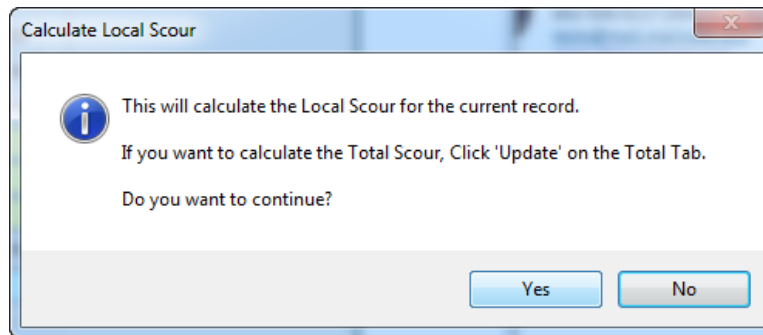 Calculate Local Scour
This will calculate the Local Scour for the current record.
If you want to calculate the Total Scour, Click 'Update' on the Total Tab.
Do you want to continue?
Yes
No